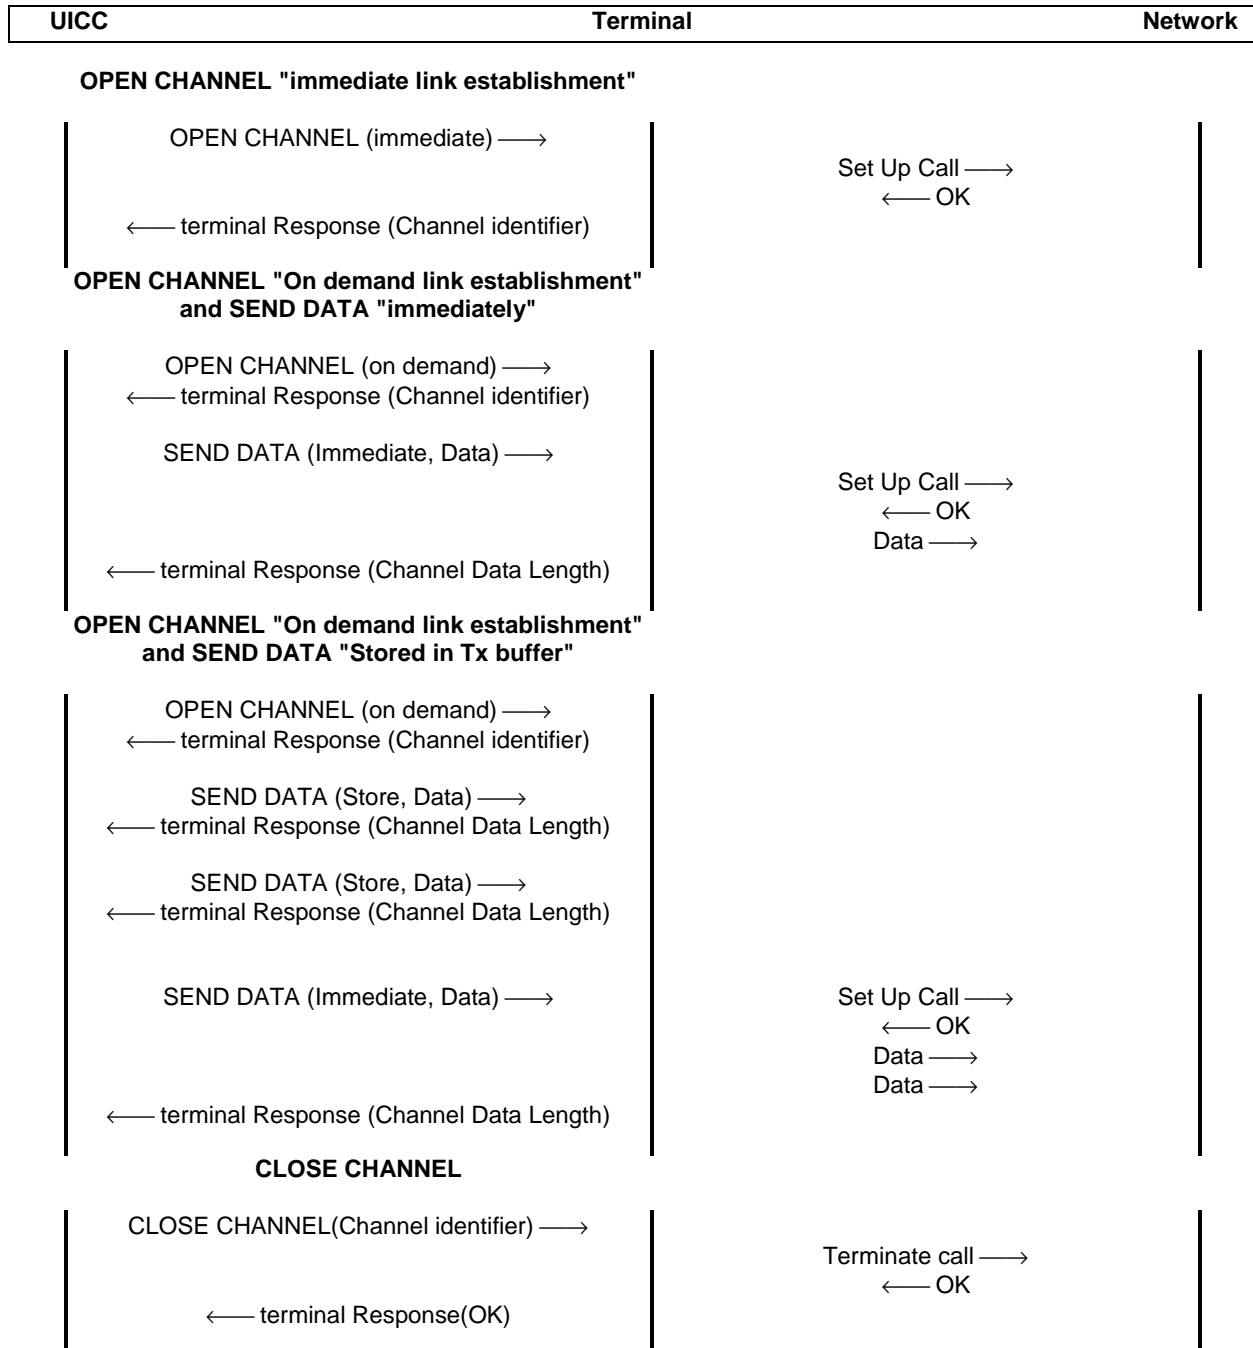 UICC Terminal Network
OPEN CHANNEL "immediate link establishment"
OPEN CHANNEL (immediate) ⟶
Set Up Call ⟶
⟵ OK
⟵ terminal Response (Channel identifier)
OPEN CHANNEL "On demand link establishment"
and SEND DATA "immediately"
OPEN CHANNEL (on demand) ⟶
⟵ terminal Response (Channel identifier)
SEND DATA (Immediate, Data) ⟶
Set Up Call ⟶
⟵ OK
Data ⟶
⟵ terminal Response (Channel Data Length)
OPEN CHANNEL "On demand link establishment"
and SEND DATA "Stored in Tx buffer"
OPEN CHANNEL (on demand) ⟶
⟵ terminal Response (Channel identifier)
SEND DATA (Store, Data) ⟶
⟵ terminal Response (Channel Data Length)
SEND DATA (Store, Data) ⟶
⟵ terminal Response (Channel Data Length)
SEND DATA (Immediate, Data) ⟶ Set Up Call ⟶
⟵ OK
Data ⟶
Data ⟶
⟵ terminal Response (Channel Data Length)
CLOSE CHANNEL
CLOSE CHANNEL(Channel identifier) ⟶
Terminate call ⟶
⟵ OK
⟵ terminal Response(OK)